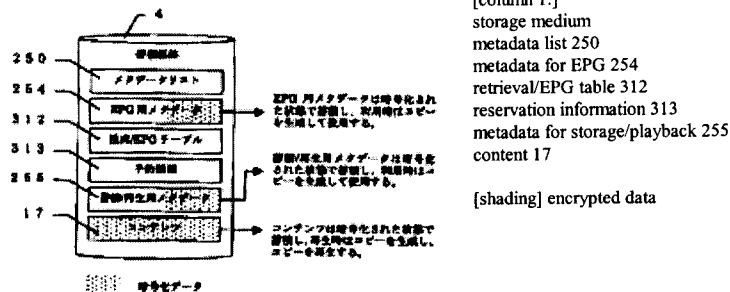 4
蓄積媒体
250 メタデータリスト
254 EPG用メタデータ
312 検索/EPGテーブル
313 予約情報
255 蓄積/再生用メタデータ
17 コンテンツ
EPG用メタデータは暗号化され
た状態で蓄積し、利用時はコピー
を生成して使用する。
蓄積/再生用メタデータは暗号化
された状態で蓄積し、利用時はコ
ピーを生成して使用する。
コンテンツは暗号化された状態で
蓄積し、再生時はコピーを生成し、
コピーを再生する。
暗号化データ
[column 1:]
storage medium
metadata list 250
metadata for EPG 254
retrieval/EPG table 312
reservation information 313
metadata for storage/playback 255
content 17
[shading] encrypted data